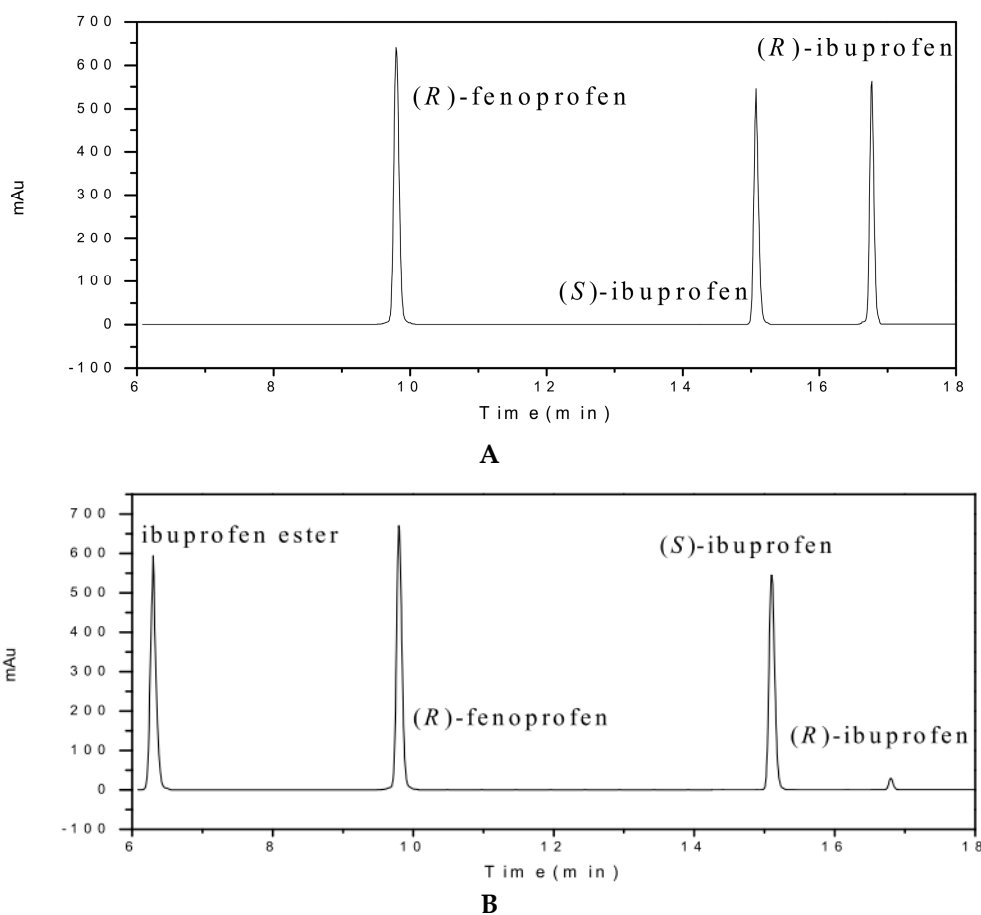 700
(R)-ibuprofen
600
(R)-fenoprofen
500
400
mAu
300
200
(S)-ibuprofen
100
0
-100
6 8 10 12 14 16 18
Time(min)
A
700
ibuprofen ester
(S)-ibuprofen
600
500
400
mAu
300
200
(R)-fenoprofen
(R)-ibuprofen
100
0
-100
6 8 10 12 14 16 18
Time(min)
B